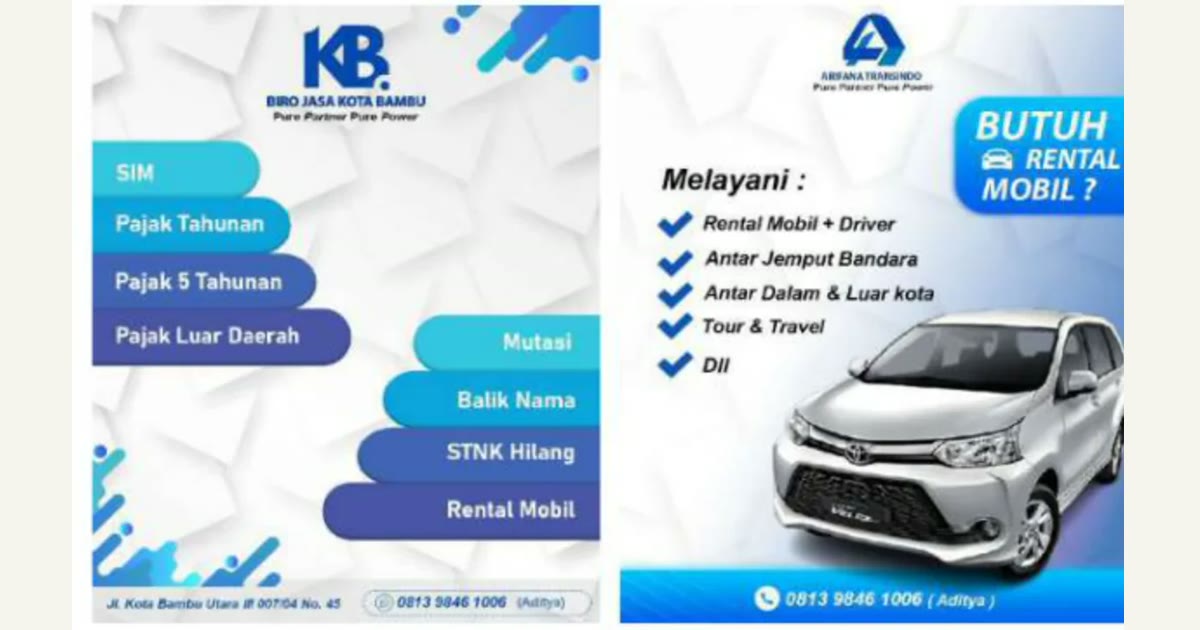 KB.
BIRO JASA KOTA BAMBU
Pure Partner Pure Power
SIM
Pajak Tahunan
Pajak 5 Tahunan
Pajak Luar Daerah
Mutasi
Balik Nama
STNK Hilang
Rental Mobil
Jl. Kota Bambu Utara III 007/04 No. 45
0813 9846 1006 (Aditya)
ARIFANA TRANSINDO
Pure Partner Pure Power
BUTUH
RENTAL
MOBIL ?
Melayani :
Rental Mobil + Driver
Antar Jemput Bandara
Antar Dalam & Luar kota
Tour & Travel
Dll
0813 9846 1006 ( Aditya )